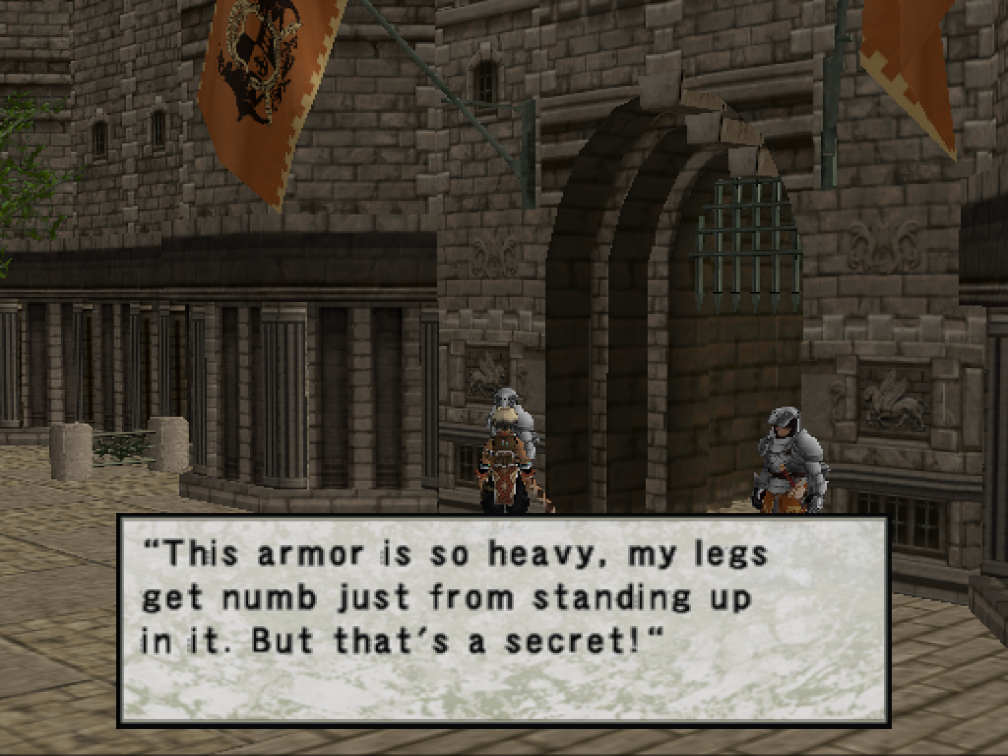 “This armor is so heavy, my legs
get numb just from standing up
in it. But that's a secret!“